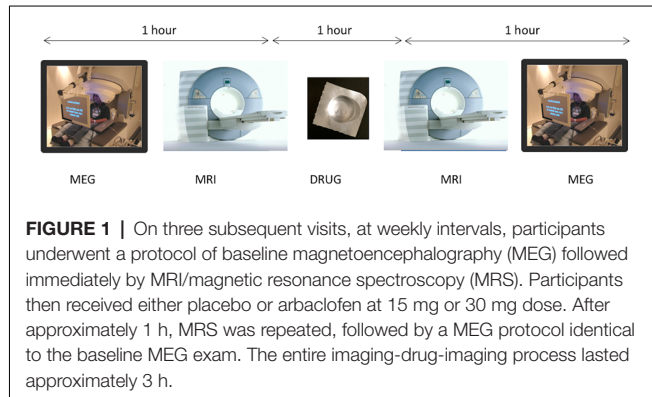 1 hour 1 hour 1 hour
MEG MRI DRUG MRI MEG
FIGURE 1 | On three subsequent visits, at weekly intervals, participants
underwent a protocol of baseline magnetoencephalography (MEG) followed
immediately by MRI/magnetic resonance spectroscopy (MRS). Participants
then received either placebo or arbaclofen at 15 mg or 30 mg dose. After
approximately 1 h, MRS was repeated, followed by a MEG protocol identical
to the baseline MEG exam. The entire imaging-drug-imaging process lasted
approximately 3 h.